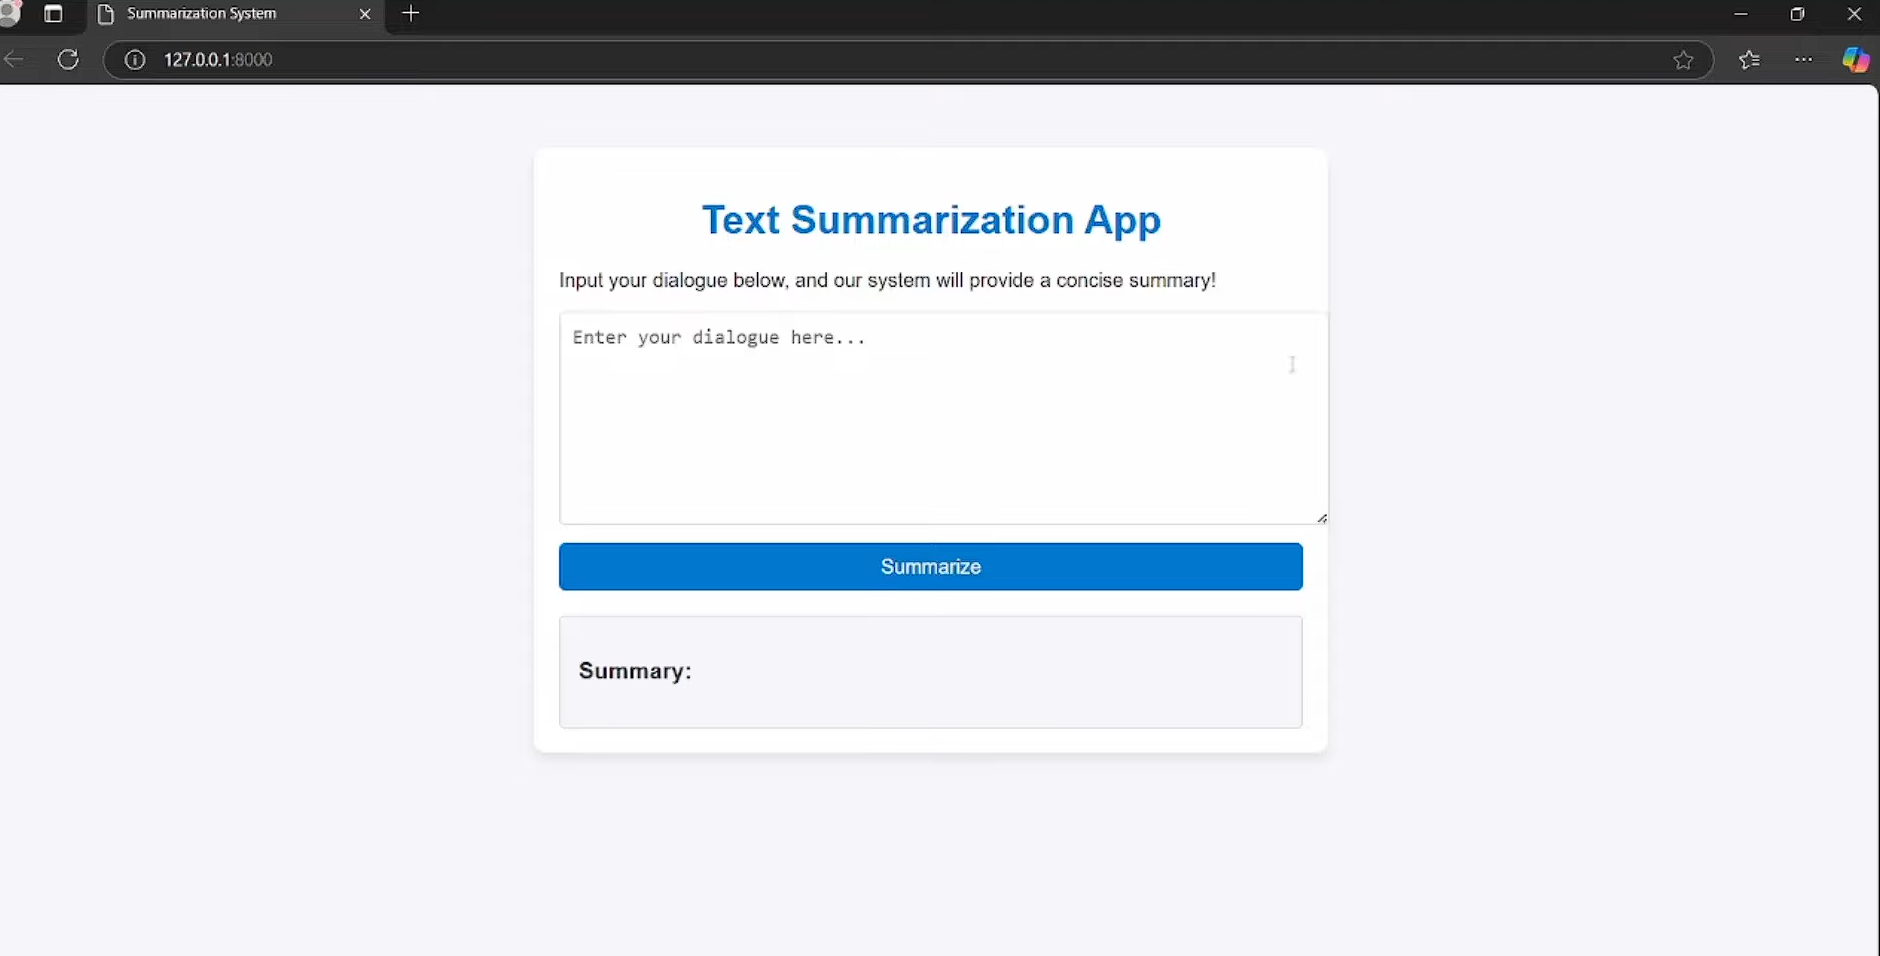 Summarization System
127.0.0.1:8000
Text Summarization App
Input your dialogue below, and our system will provide a concise summary!
Enter your dialogue here...
Summarize
Summary: